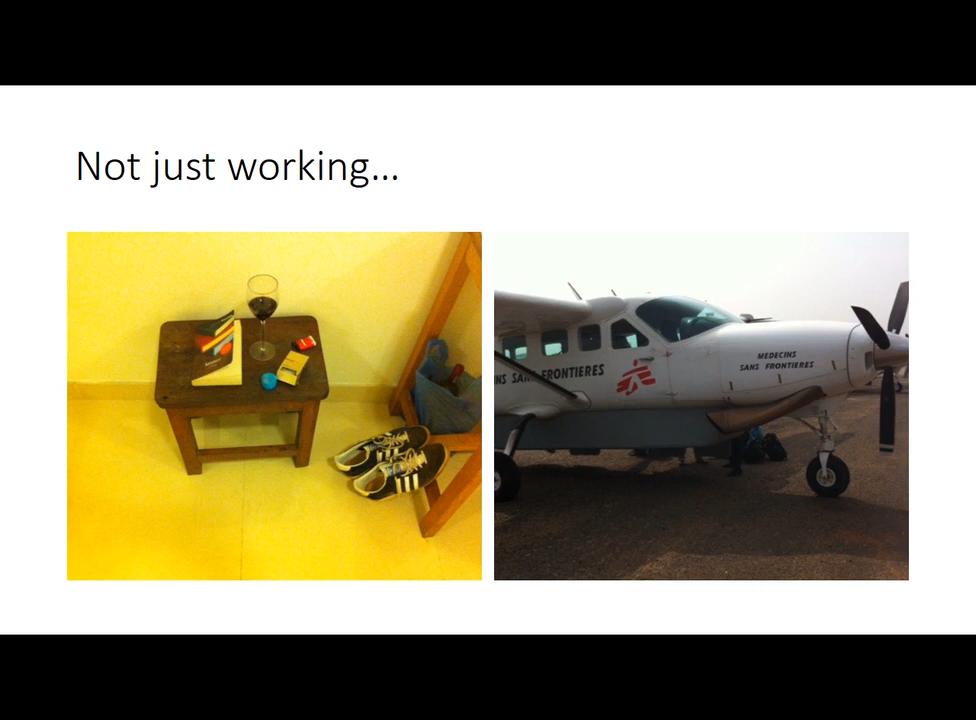 Not just working...
NS SANS FRONTIERES
MEDECINS
SANS FRONTIERES